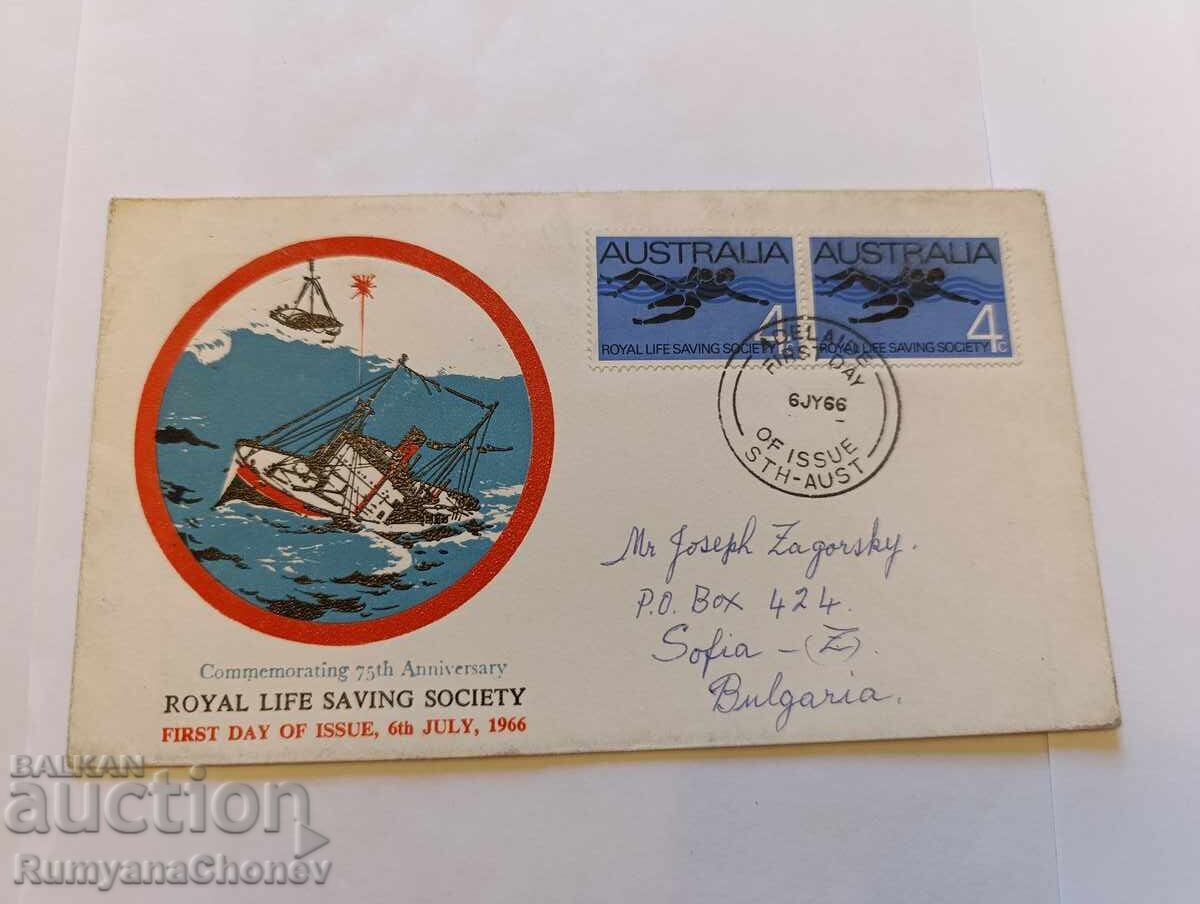 AUSTRALIA
4c
ROYAL LIFE SAVING SOCIETY
AUSTRALIA
4c
ROYAL LIFE SAVING SOCIETY
ADELAIDE
FIRST DAY
6JY66
OF ISSUE
STH-AUST
Mr Joseph Zagorsky.
P.O. Box 424.
Sofia - (Z).
Bulgaria.
Commemorating 75th Anniversary
ROYAL LIFE SAVING SOCIETY
FIRST DAY OF ISSUE, 6th JULY, 1966
BALKAN
auction
RumyanaChonev